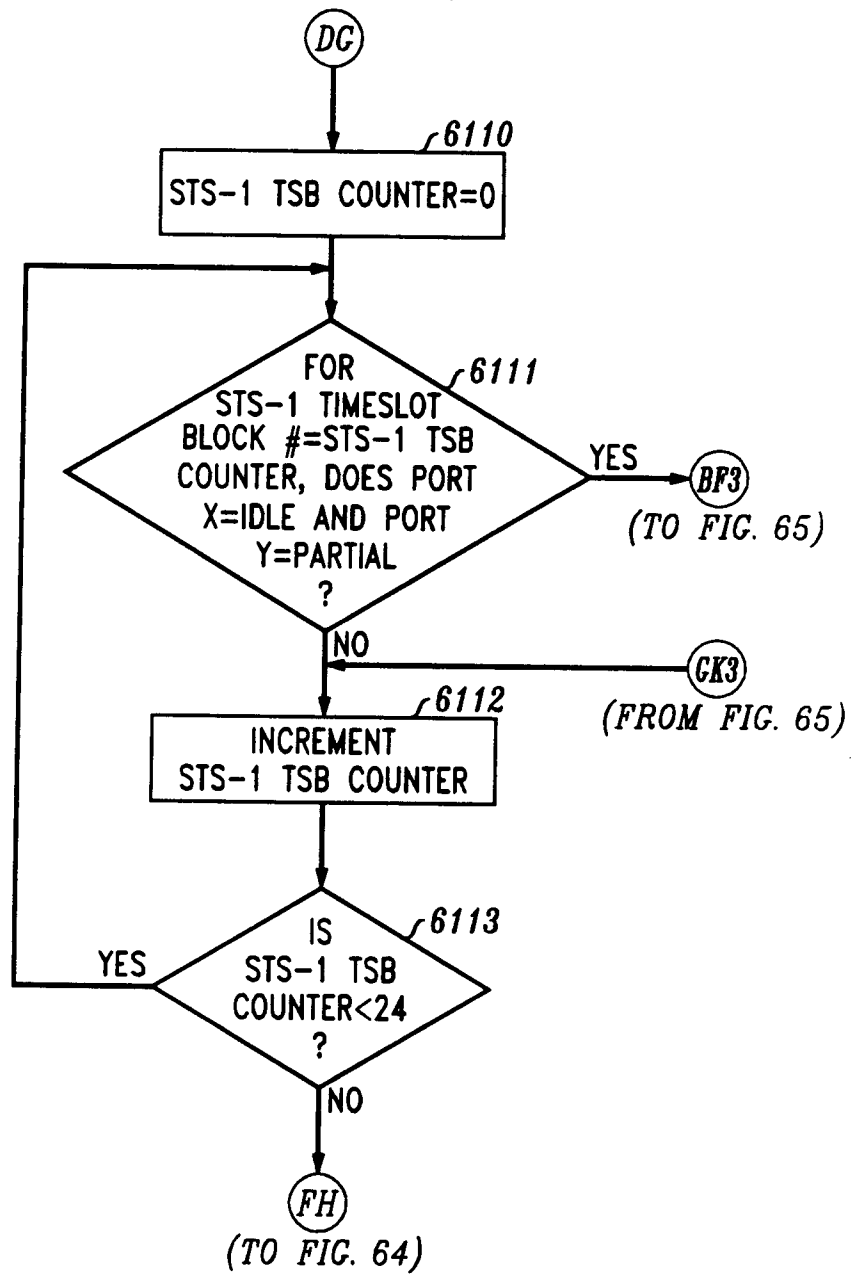 DG
6110
STS-1 TSB COUNTER=0
6111
FOR
STS-1 TIMESLOT
BLOCK #=STS-1 TSB
COUNTER, DOES PORT
X=IDLE AND PORT
Y=PARTIAL
?
YES
BF3
(TO FIG. 65)
NO
GK3
(FROM FIG. 65)
6112
INCREMENT
STS-1 TSB COUNTER
6113
IS
STS-1 TSB
COUNTER<24
?
YES
NO
FH
(TO FIG. 64)